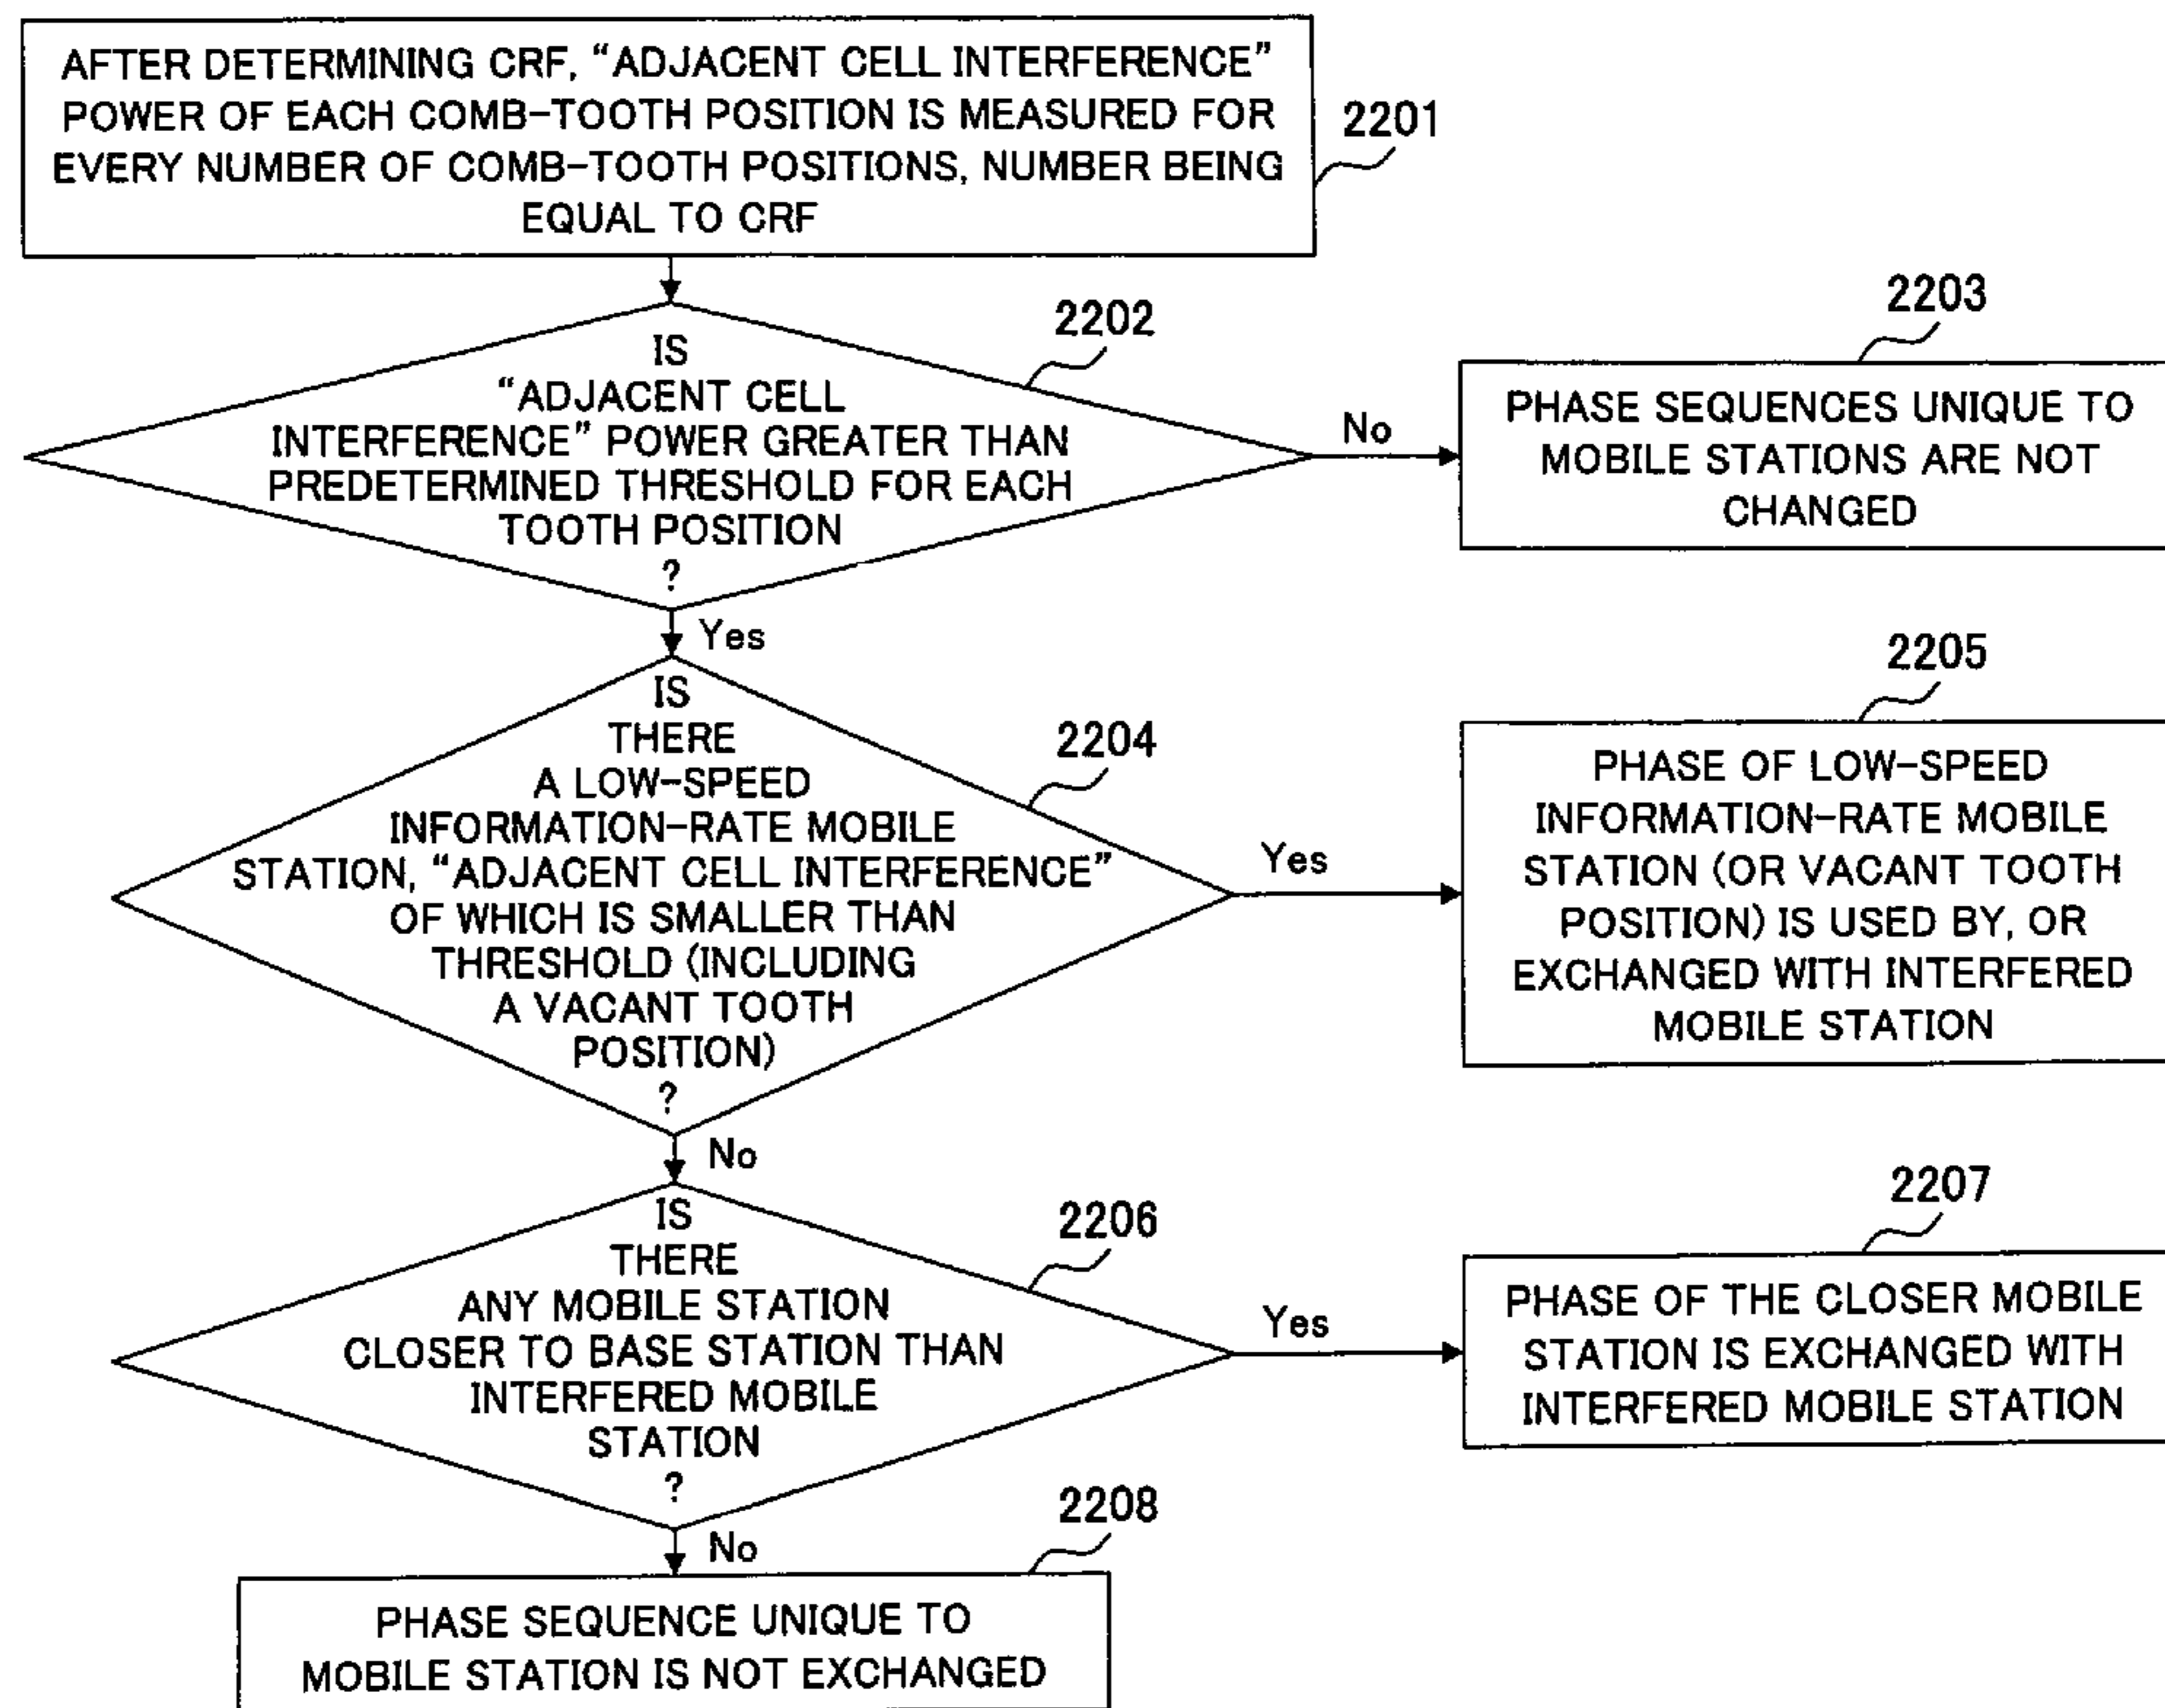 AFTER DETERMINING CRF, “ADJACENT CELL INTERFERENCE”
POWER OF EACH COMB-TOOTH POSITION IS MEASURED FOR
EVERY NUMBER OF COMB-TOOTH POSITIONS, NUMBER BEING
EQUAL TO CRF
2201
2202
IS
“ADJACENT CELL
INTERFERENCE” POWER GREATER THAN
PREDETERMINED THRESHOLD FOR EACH
TOOTH POSITION
?
No
2203
PHASE SEQUENCES UNIQUE TO
MOBILE STATIONS ARE NOT
CHANGED
Yes
2204
IS
THERE
A LOW-SPEED
INFORMATION-RATE MOBILE
STATION, “ADJACENT CELL INTERFERENCE”
OF WHICH IS SMALLER THAN
THRESHOLD (INCLUDING
A VACANT TOOTH
POSITION)
?
Yes
2205
PHASE OF LOW-SPEED
INFORMATION-RATE MOBILE
STATION (OR VACANT TOOTH
POSITION) IS USED BY, OR
EXCHANGED WITH INTERFERED
MOBILE STATION
No
2206
IS
THERE
ANY MOBILE STATION
CLOSER TO BASE STATION THAN
INTERFERED MOBILE
STATION
?
Yes
2207
PHASE OF THE CLOSER MOBILE
STATION IS EXCHANGED WITH
INTERFERED MOBILE STATION
No
2208
PHASE SEQUENCE UNIQUE TO
MOBILE STATION IS NOT EXCHANGED